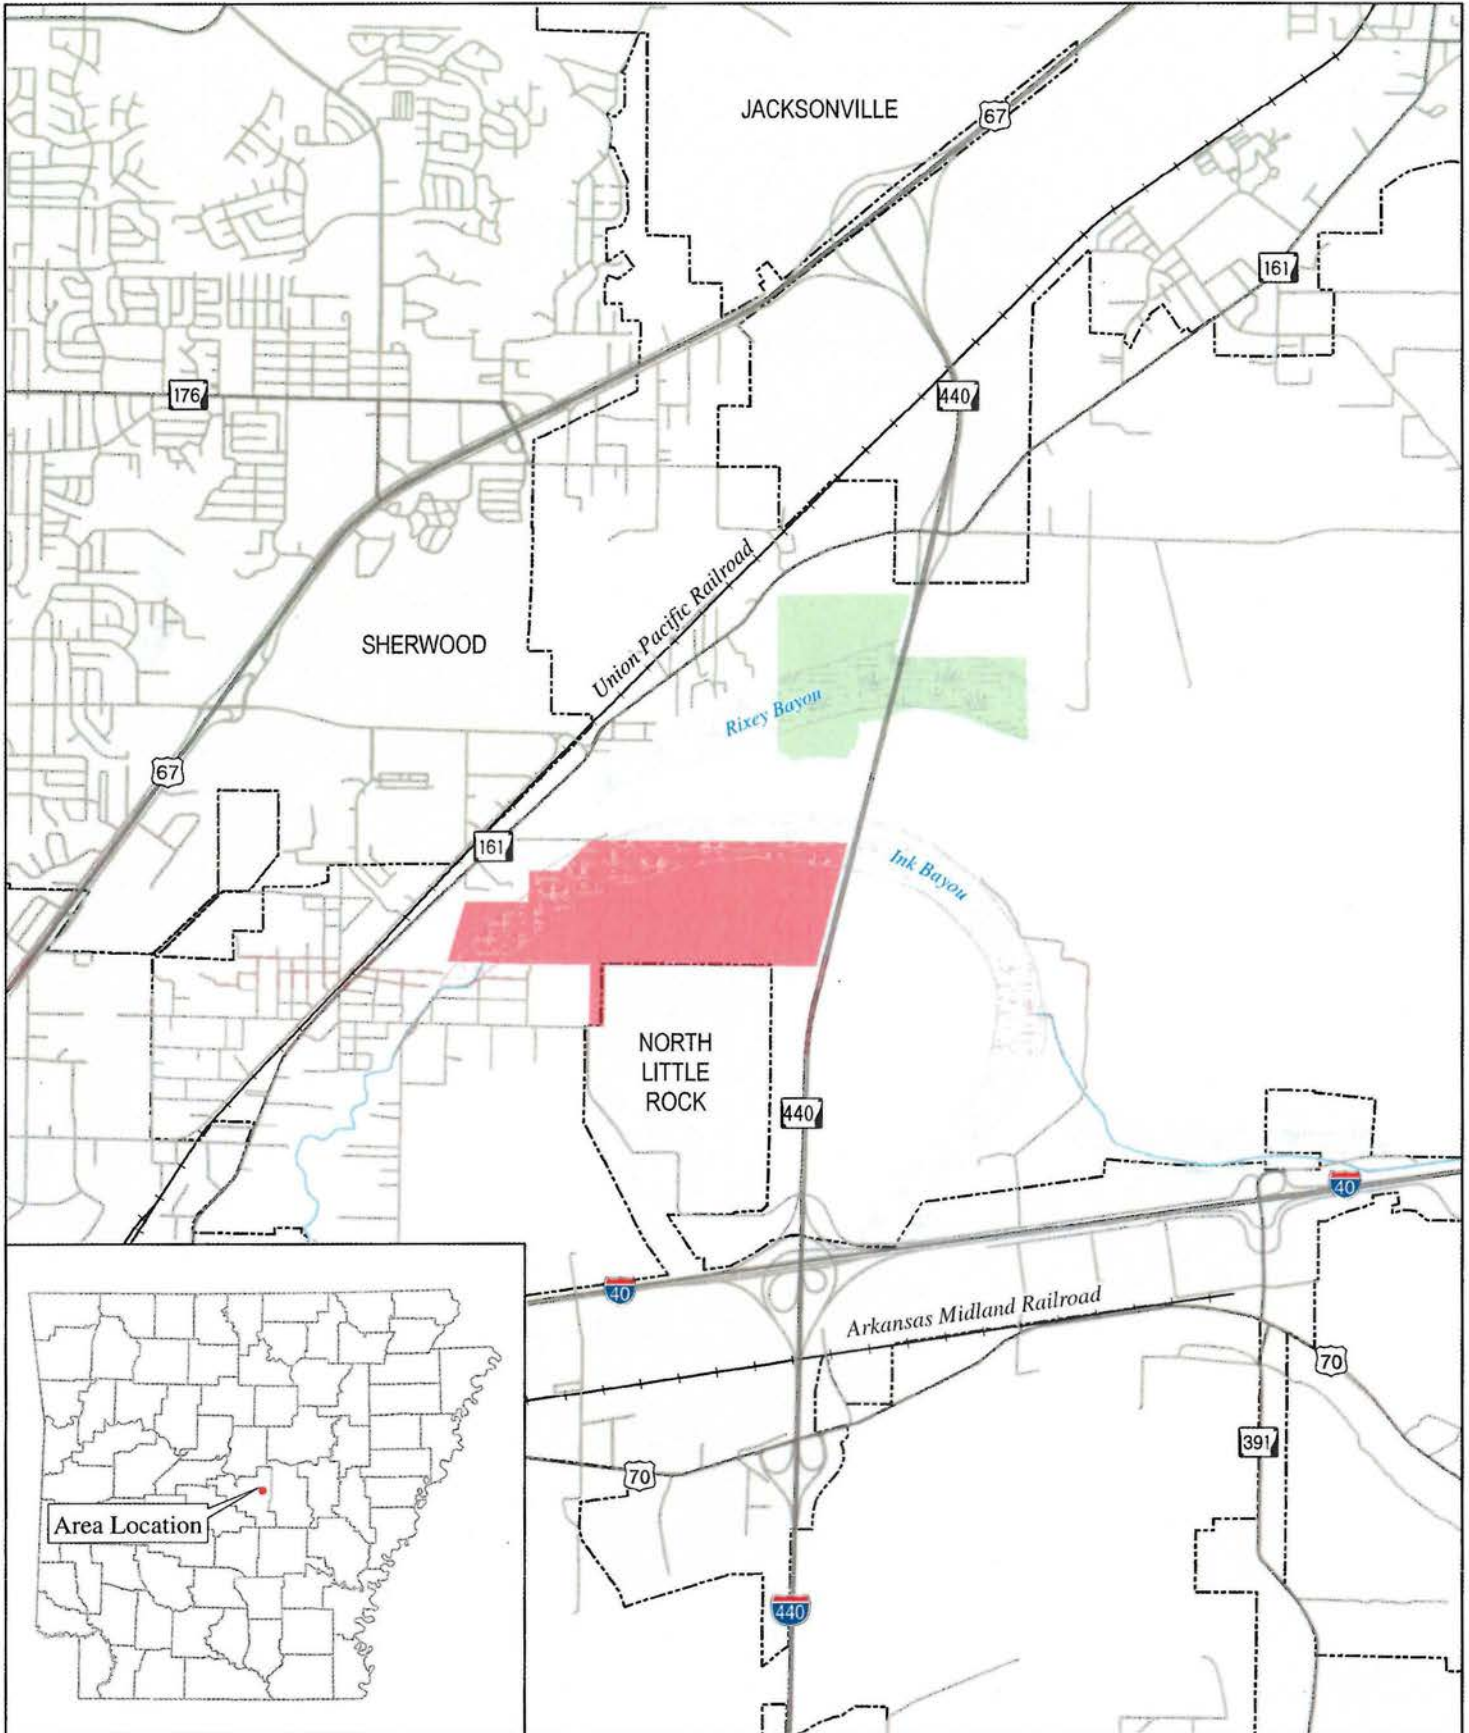 JACKSONVILLE
67
161
176
440
Union Pacific Railroad
SHERWOOD
Rixey Bayou
67
161
Ink Bayou
NORTH
LITTLE
ROCK
440
40
40
Arkansas Midland Railroad
70
391
70
Area Location
440